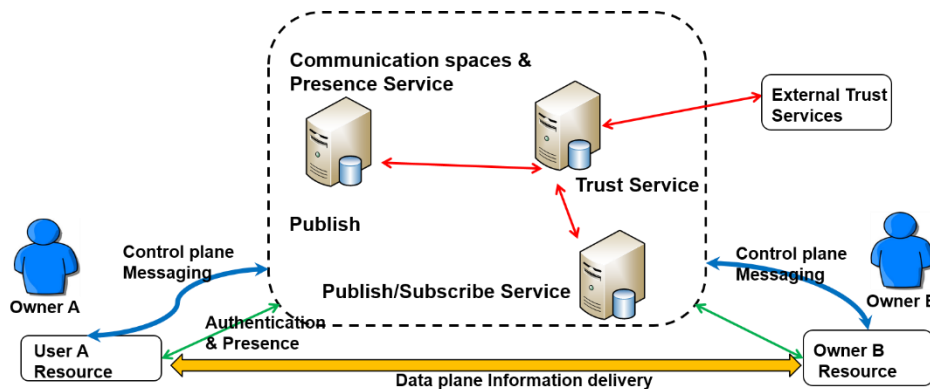 Communication spaces &
Presence Service
External Trust
Services
Trust Service
Publish
Control plane
Messaging
Control plane
Messaging
Owner A
Owner B
Publish/Subscribe Service
Authentication
& Presence
User A
Resource
Owner B
Resource
Data plane Information delivery